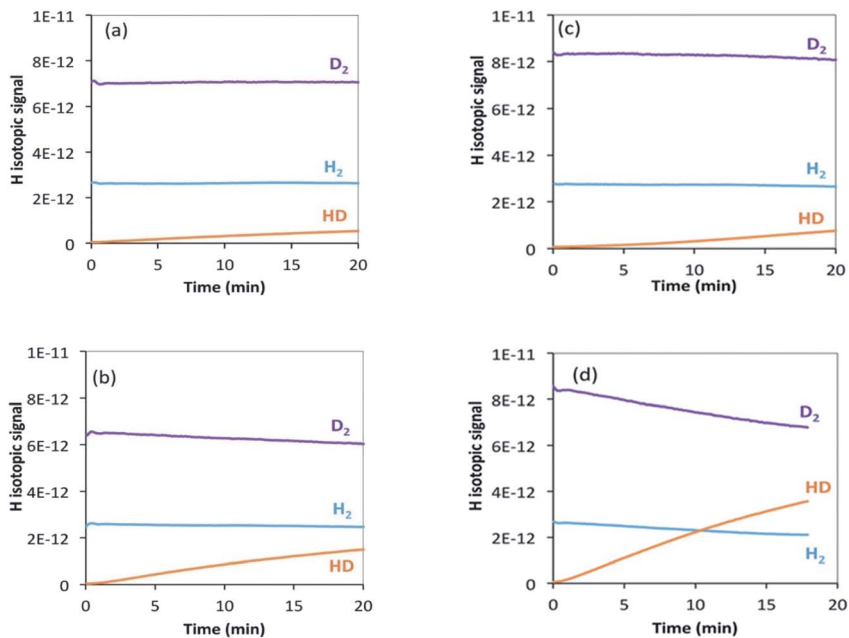 (a)
1E-11
8E-12
6E-12
4E-12
2E-12
0
H isotopic signal
D₂
H₂
HD
0 5 10 15 20
Time (min)
(c)
1E-11
8E-12
6E-12
4E-12
2E-12
0
H isotopic signal
D₂
H₂
HD
0 5 10 15 20
Time (min)
(b)
1E-11
8E-12
6E-12
4E-12
2E-12
0
H isotopic signal
D₂
H₂
HD
0 5 10 15 20
Time (min)
(d)
1E-11
8E-12
6E-12
4E-12
2E-12
0
H isotopic signal
D₂
HD
H₂
0 5 10 15 20
Time (min)